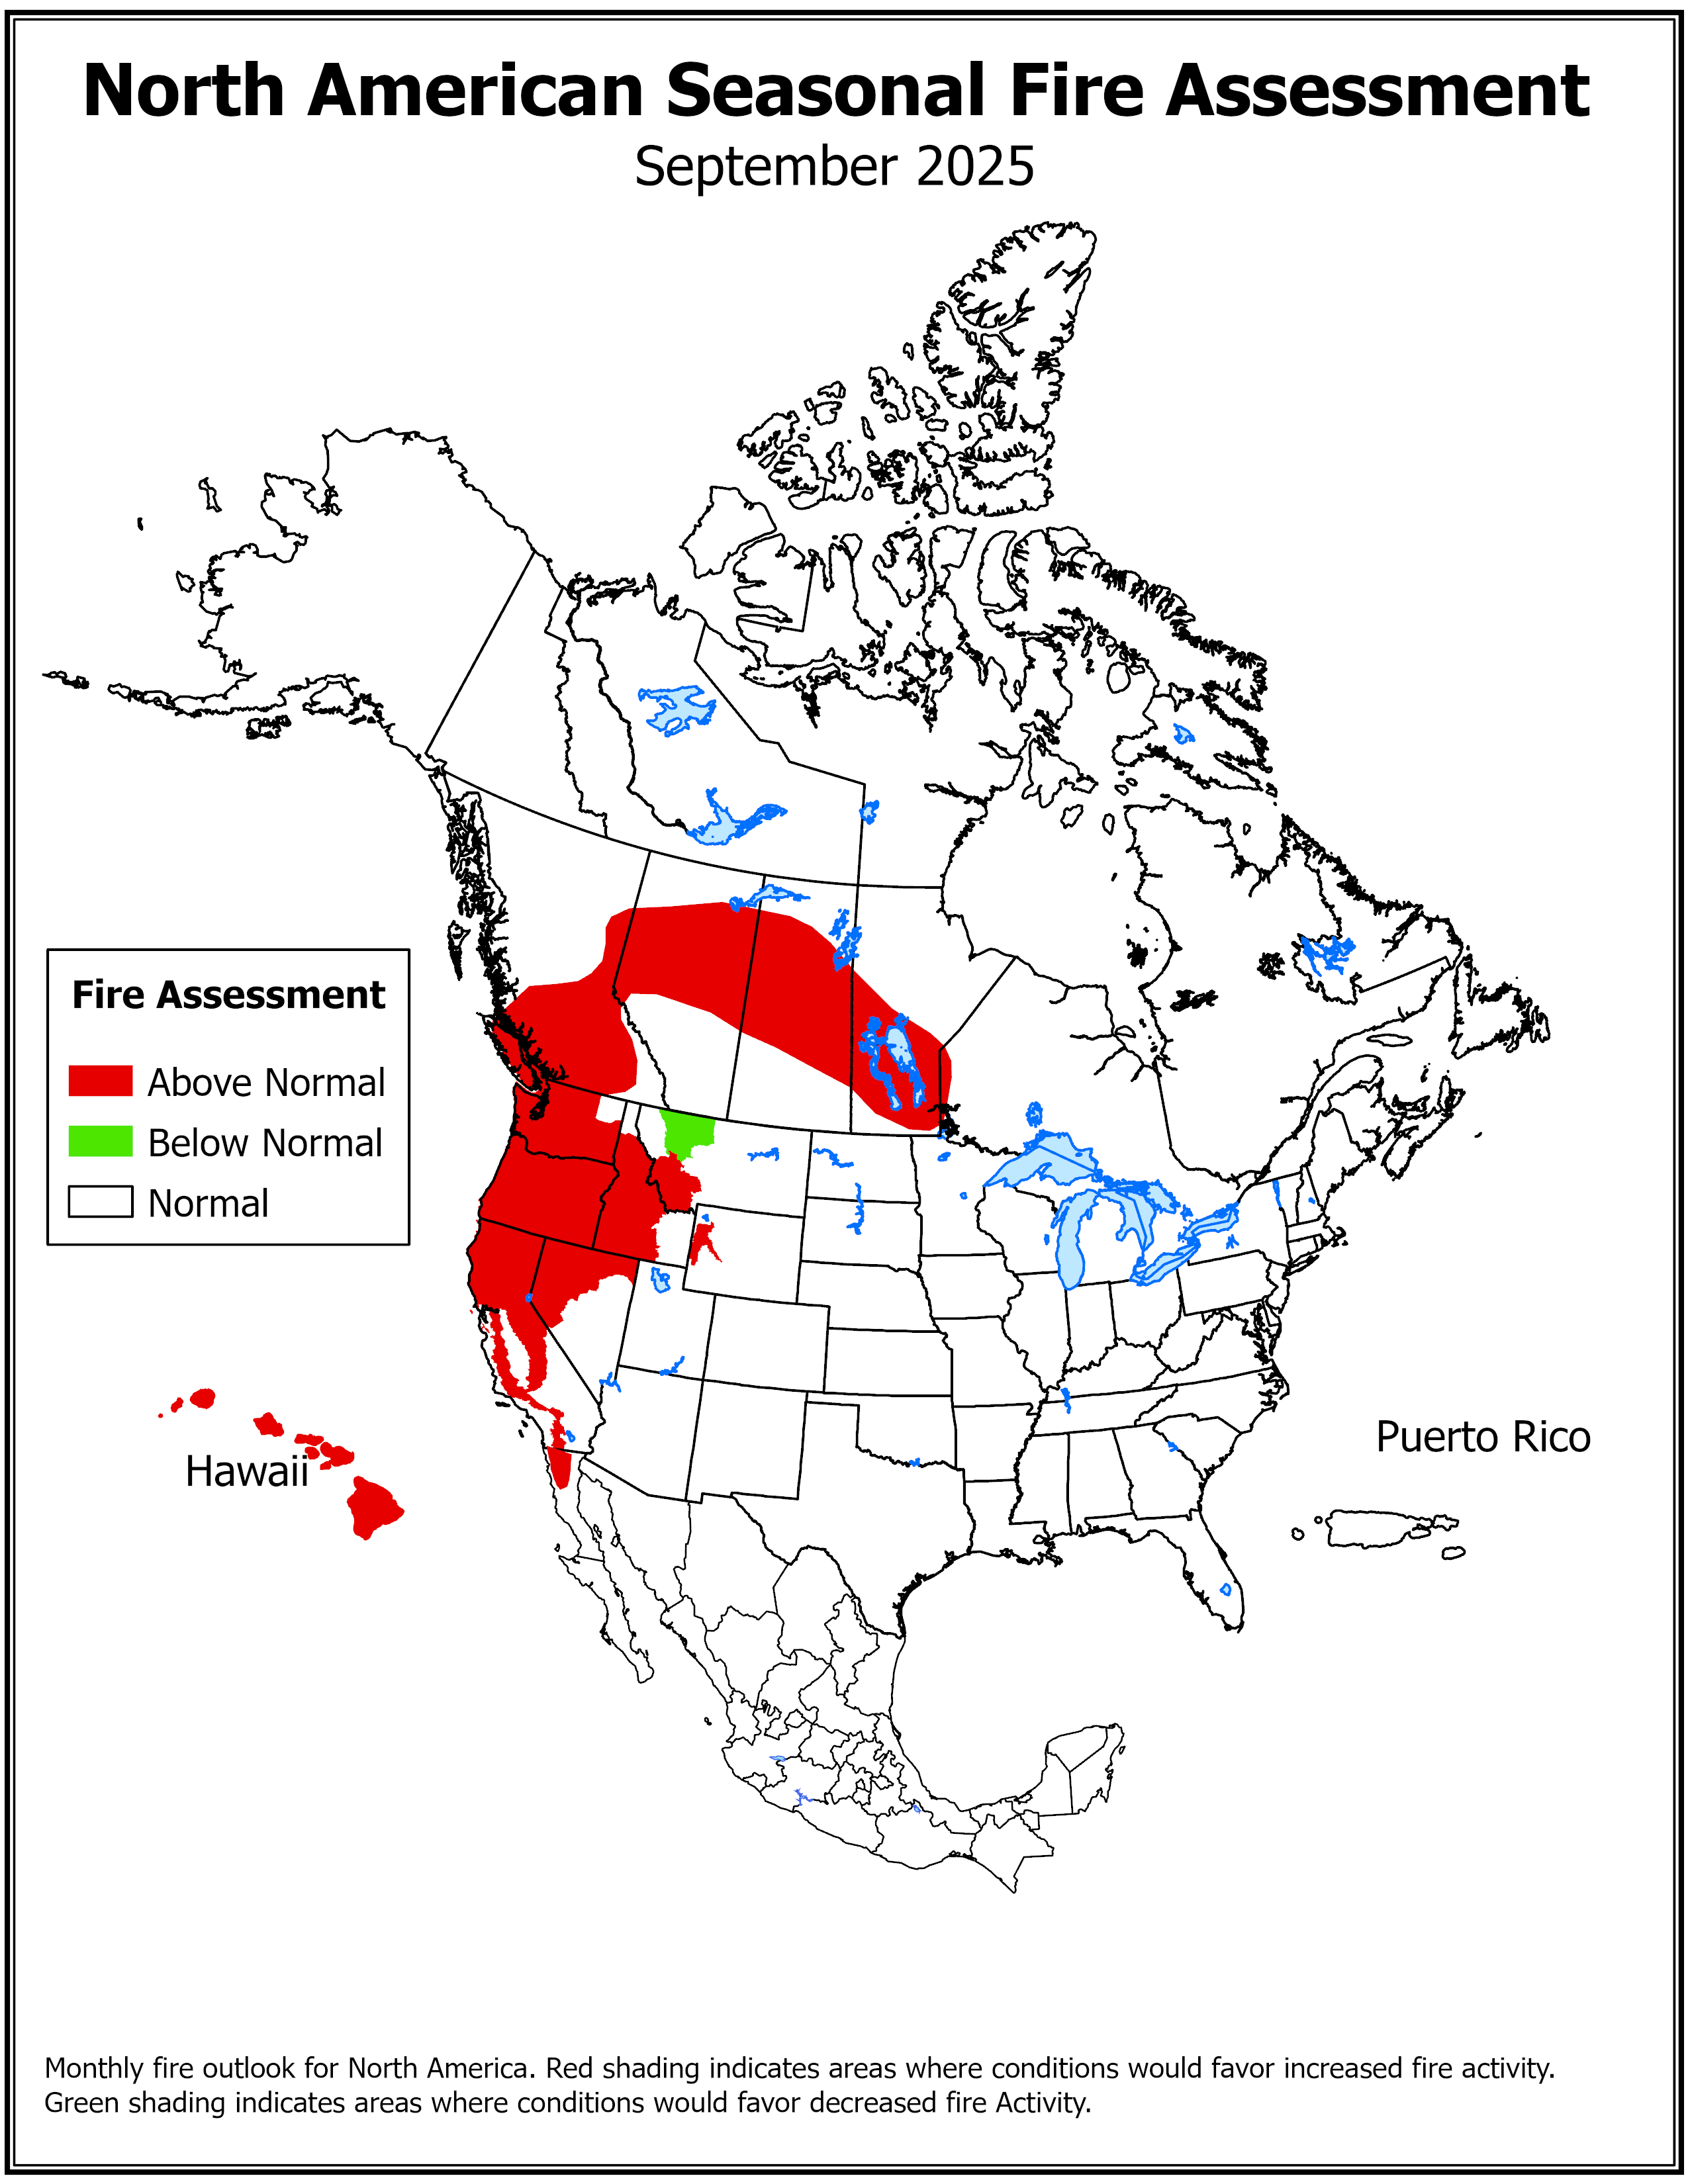 North American Seasonal Fire Assessment
September 2025
Fire Assessment
Above Normal
Below Normal
Normal
Hawaii
Puerto Rico
Monthly fire outlook for North America. Red shading indicates areas where conditions would favor increased fire activity.
Green shading indicates areas where conditions would favor decreased fire Activity.